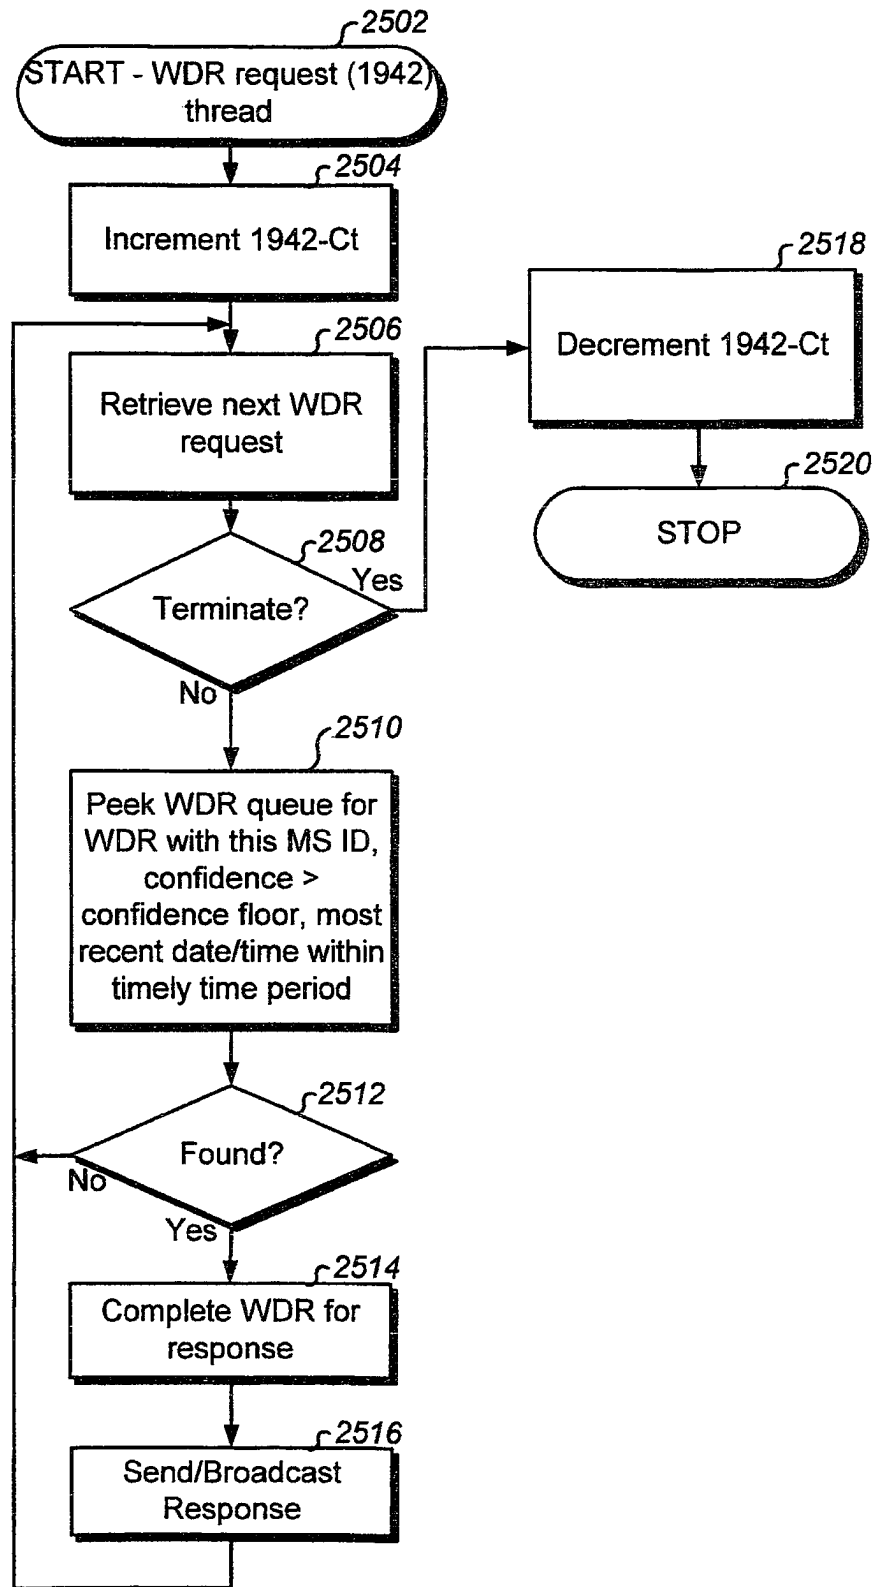 2502
START - WDR request (1942)
thread
2504
Increment 1942-Ct
2506
Retrieve next WDR
request
2508
Terminate?
Yes
No
2518
Decrement 1942-Ct
2520
STOP
2510
Peek WDR queue for
WDR with this MS ID,
confidence >
confidence floor, most
recent date/time within
timely time period
2512
Found?
No
Yes
2514
Complete WDR for
response
2516
Send/Broadcast
Response